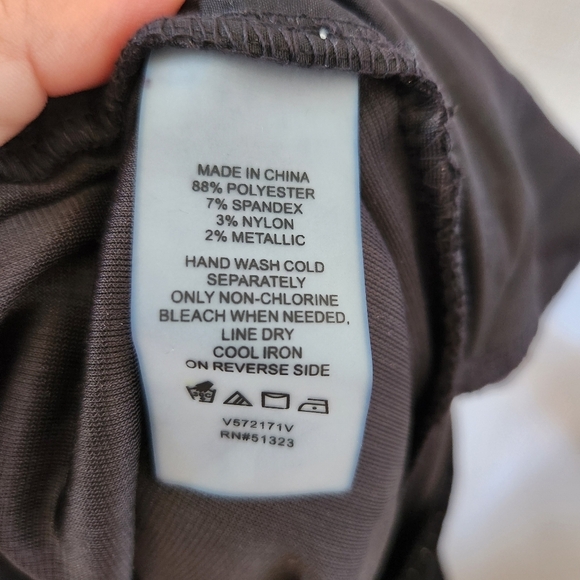 MADE IN CHINA
88% POLYESTER
7% SPANDEX
3% NYLON
2% METALLIC
HAND WASH COLD
SEPARATELY
ONLY NON-CHLORINE
BLEACH WHEN NEEDED,
LINE DRY
COOL IRON
ON REVERSE SIDE
V572171V
RN#51323